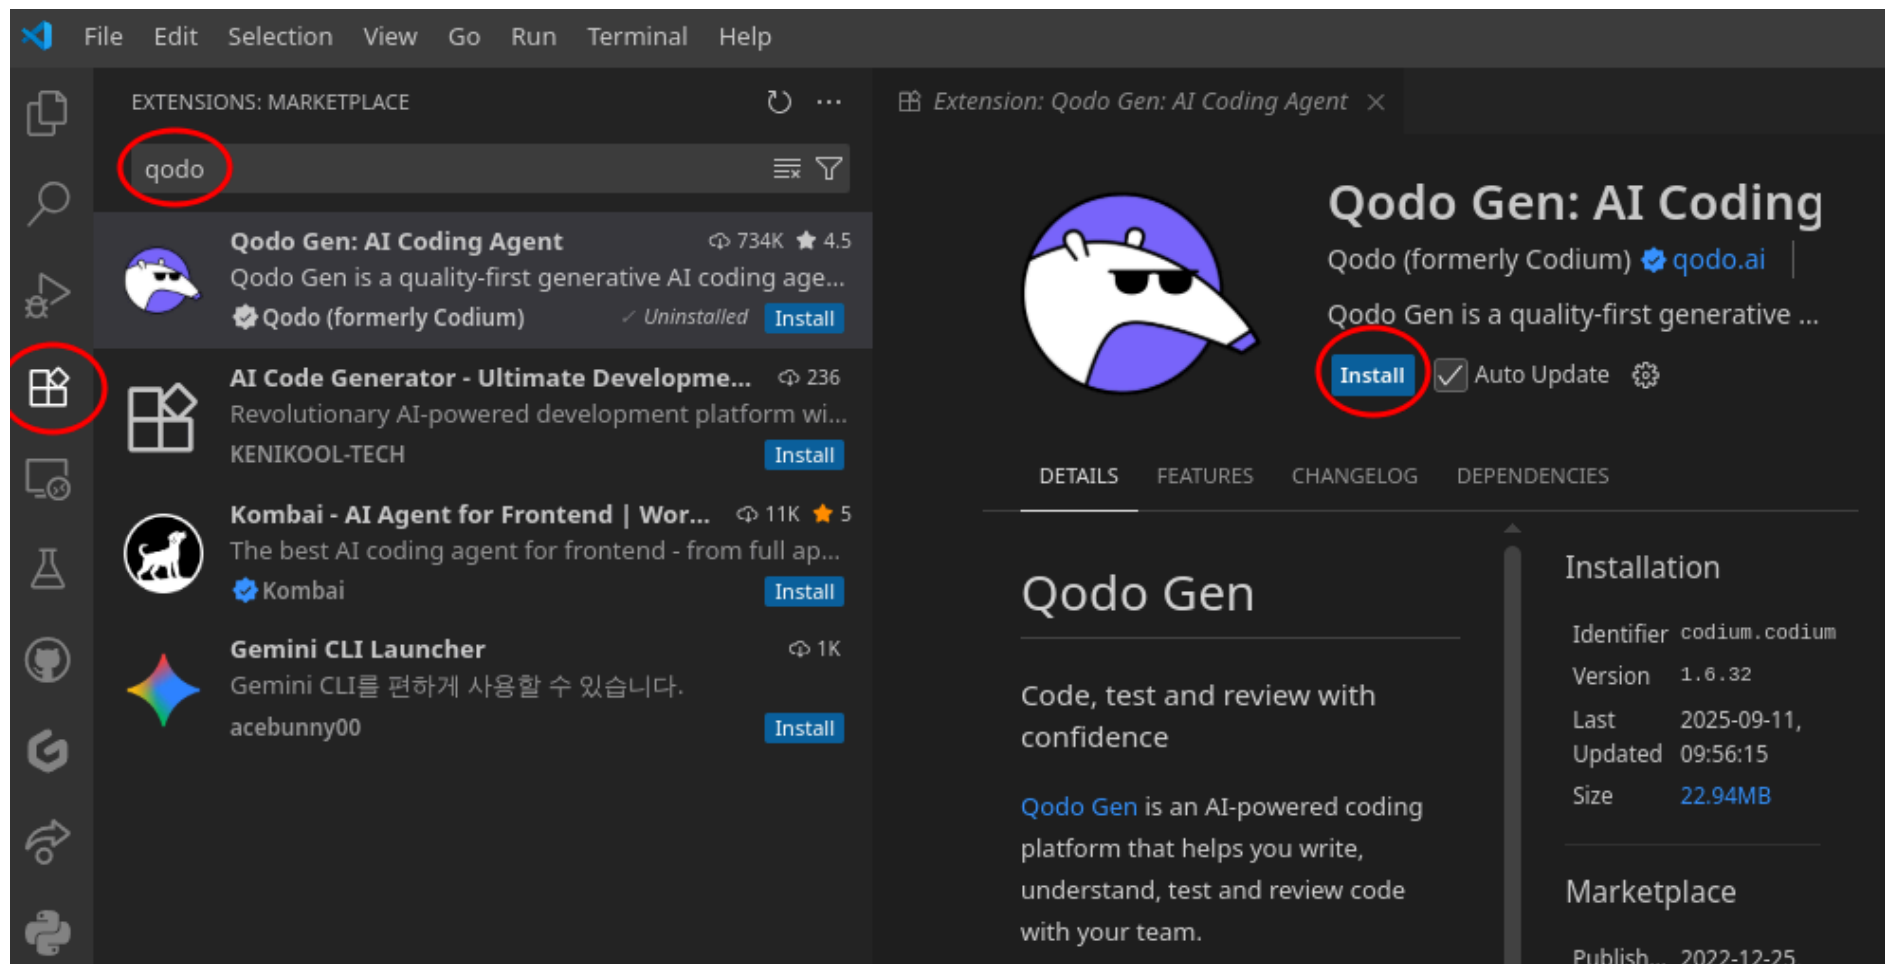 File Edit Selection View Go Run Terminal Help
EXTENSIONS: MARKETPLACE
qodo
Qodo Gen: AI Coding Agent 734K 4.5
Qodo Gen is a quality-first generative AI coding age...
Qodo (formerly Codium) ✓ Uninstalled Install
AI Code Generator - Ultimate Developme... 236
Revolutionary AI-powered development platform wi...
KENIKOOL-TECH Install
Kombai - AI Agent for Frontend | Wor... 11K 5
The best AI coding agent for frontend - from full ap...
Kombai Install
Gemini CLI Launcher 1K
Gemini CLI를 편하게 사용할 수 있습니다.
acebunny00 Install
Extension: Qodo Gen: AI Coding Agent
Qodo Gen: AI Coding
Qodo (formerly Codium) qodo.ai
Qodo Gen is a quality-first generative ...
Install Auto Update
DETAILS FEATURES CHANGELOG DEPENDENCIES
Qodo Gen
Code, test and review with
confidence
Qodo Gen is an AI-powered coding
platform that helps you write,
understand, test and review code
with your team.
Installation
Identifier codium.codium
Version 1.6.32
Last 2025-09-11,
Updated 09:56:15
Size 22.94MB
Marketplace
Publish... 2022-12-25